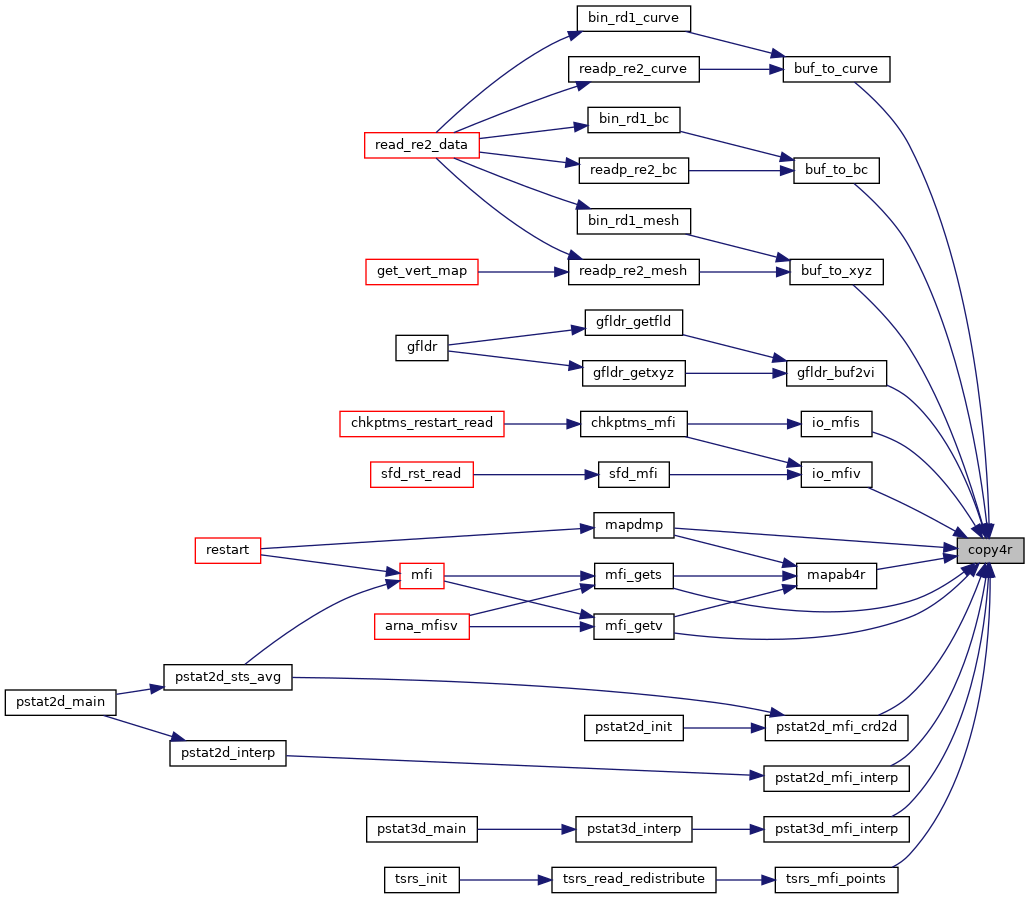 bin_rd1_curve
readp_re2_curve
buf_to_curve
bin_rd1_bc
read_re2_data
readp_re2_bc
buf_to_bc
bin_rd1_mesh
get_vert_map
readp_re2_mesh
buf_to_xyz
gfldr_getfld
gfldr
gfldr_getxyz
gfldr_buf2vi
chkptms_restart_read
chkptms_mfi
io_mfis
sfd_rst_read
sfd_mfi
io_mfiv
mapdmp
restart
copy4r
mfi
mfi_gets
mapab4r
arna_mfisv
mfi_getv
pstat2d_sts_avg
pstat2d_main
pstat2d_init
pstat2d_mfi_crd2d
pstat2d_interp
pstat2d_mfi_interp
pstat3d_main
pstat3d_interp
pstat3d_mfi_interp
tsrs_init
tsrs_read_redistribute
tsrs_mfi_points